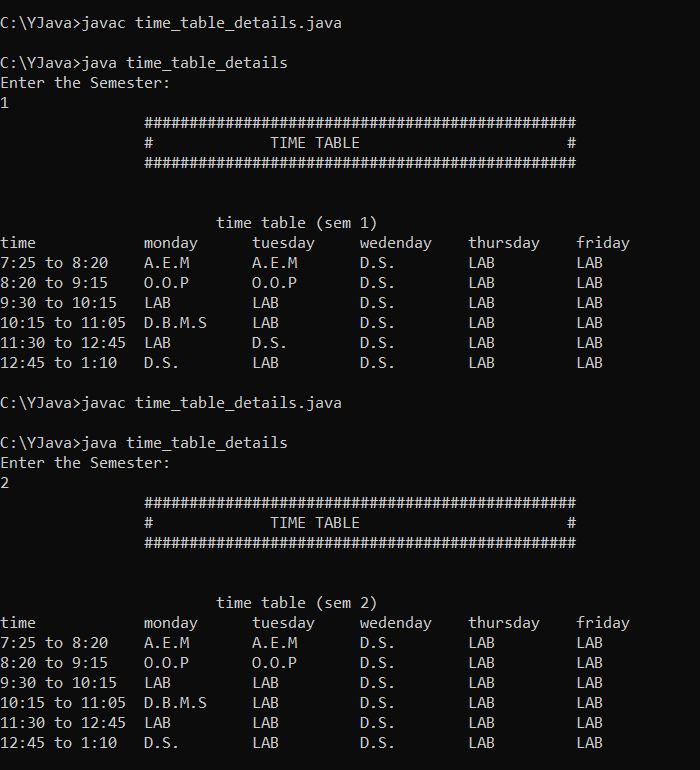 C:\YJava>javac time_table_details.java
C:\YJava>java time_table_details
Enter the Semester:
1
################################################
#             TIME TABLE                       #
################################################
time table (sem 1)
time            monday      tuesday     wedenday    thursday    friday
7:25 to 8:20    A.E.M       A.E.M       D.S.        LAB         LAB
8:20 to 9:15    O.O.P       O.O.P       D.S.        LAB         LAB
9:30 to 10:15   LAB         LAB         D.S.        LAB         LAB
10:15 to 11:05  D.B.M.S     LAB         D.S.        LAB         LAB
11:30 to 12:45  LAB         D.S.        D.S.        LAB         LAB
12:45 to 1:10   D.S.        LAB         D.S.        LAB         LAB
C:\YJava>javac time_table_details.java
C:\YJava>java time_table_details
Enter the Semester:
2
################################################
#             TIME TABLE                       #
################################################
time table (sem 2)
time            monday      tuesday     wedenday    thursday    friday
7:25 to 8:20    A.E.M       A.E.M       D.S.        LAB         LAB
8:20 to 9:15    O.O.P       O.O.P       D.S.        LAB         LAB
9:30 to 10:15   LAB         LAB         D.S.        LAB         LAB
10:15 to 11:05  D.B.M.S     LAB         D.S.        LAB         LAB
11:30 to 12:45  LAB         LAB         D.S.        LAB         LAB
12:45 to 1:10   D.S.        LAB         D.S.        LAB         LAB